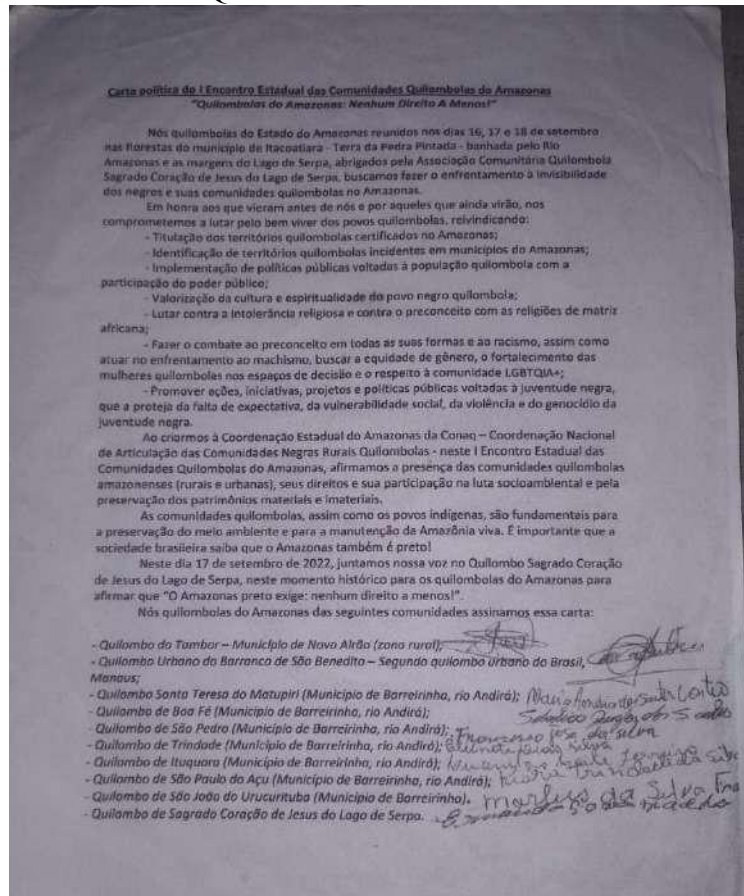 Carta política do I Encontro Estadual das Comunidades Quilombolas do Amazonas
"Quilombolas do Amazonas: Nenhum Direito A Menos!"
Nós quilombolas do Estado do Amazonas reunidos nos dias 16, 17 e 18 de setembro
nas florestas do município de Itacoatiara - Terra da Pedra Pintada - banhada pelo Rio
Amazonas e as margens do Lago de Serpa, abrigados pela Associação Comunitária Quilombola
Sagrado Coração de Jesus do Lago de Serpa, buscamos fazer o enfrentamento à invisibilidade
dos negros e suas comunidades quilombolas no Amazonas.
Em honra aos que vieram antes de nós e por aqueles que ainda virão, nos
comprometemos a lutar pelo bem viver dos povos quilombolas, reivindicando:
- Titulação dos territórios quilombolas certificados no Amazonas;
- Identificação de territórios quilombolas incidentes em municípios do Amazonas;
- Implementação de políticas públicas voltadas à população quilombola com a
participação do poder público;
- Valorização da cultura e espiritualidade do povo negro quilombola;
- Lutar contra a intolerância religiosa e contra o preconceito com as religiões de matriz
africana;
- Fazer o combate ao preconceito em todas as suas formas e ao racismo, assim como
atuar no enfrentamento ao machismo, buscar a equidade de gênero, o fortalecimento das
mulheres quilombolas nos espaços de decisão e o respeito à comunidade LGBTQIA+;
- Promover ações, iniciativas, projetos e políticas públicas voltadas à juventude negra,
que a proteja da falta de expectativa, da vulnerabilidade social, da violência e do genocídio da
juventude negra.
Ao criarmos à Coordenação Estadual do Amazonas da Conaq – Coordenação Nacional
de Articulação das Comunidades Negras Rurais Quilombolas - neste I Encontro Estadual das
Comunidades Quilombolas do Amazonas, afirmamos a presença das comunidades quilombolas
amazonenses (rurais e urbanas), seus direitos e sua participação na luta socioambiental e pela
preservação dos patrimônios materiais e imateriais.
As comunidades quilombolas, assim como os povos indígenas, são fundamentais para
a preservação do meio ambiente e para a manutenção da Amazônia viva. É importante que a
sociedade brasileira saiba que o Amazonas também é preto!
Neste dia 17 de setembro de 2022, juntamos nossa voz no Quilombo Sagrado Coração
de Jesus do Lago de Serpa, neste momento histórico para os quilombolas do Amazonas para
afirmar que "O Amazonas preto exige: nenhum direito a menos!".
Nós quilombolas do Amazonas das seguintes comunidades assinamos essa carta:
- Quilombo do Tambor – Município de Novo Airão (zona rural);
- Quilombo Urbano do Barranco de São Benedito – Segundo quilombo urbano do Brasil,
Manaus;
- Quilombo Santa Teresa do Matupiri (Município de Barreirinha, rio Andirá);
- Quilombo de Boa Fé (Município de Barreirinha, rio Andirá);
- Quilombo de São Pedro (Município de Barreirinha, rio Andirá); Francisco José da Silva
- Quilombo de Trindade (Município de Barreirinha, rio Andirá);
- Quilombo de Ituquara (Município de Barreirinha, rio Andirá);
- Quilombo de São Paulo do Açu (Município de Barreirinha, rio Andirá); Maria Trindade da
- Quilombo de São João do Urucurituba (Município de Barreirinha). da Silva
- Quilombo de Sagrado Coração de Jesus do Lago de Serpa.